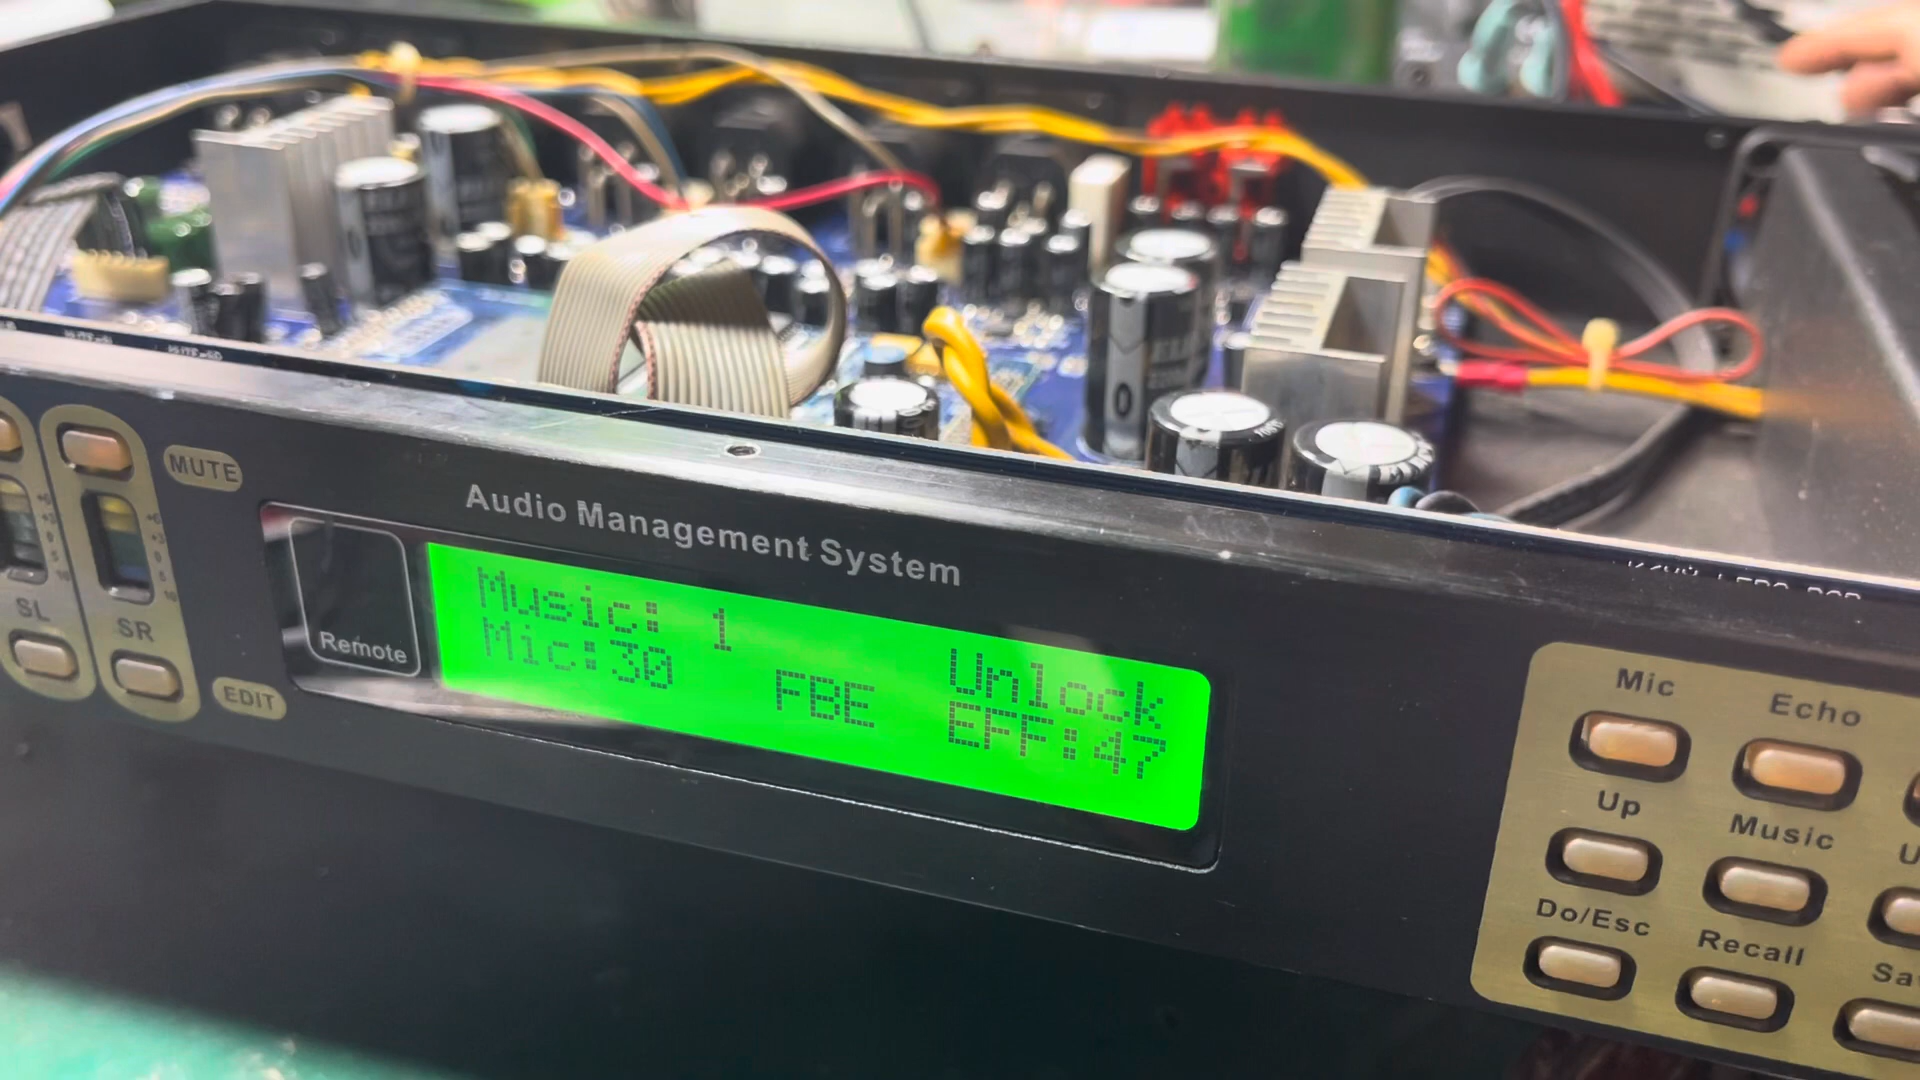 MUTE
Audio Management System
Music: 1 Unlock
Mic:30 FBE EFF:47
Remote
SL
SR
EDIT
Mic
Echo
Up
Music
Do/Esc
Recall